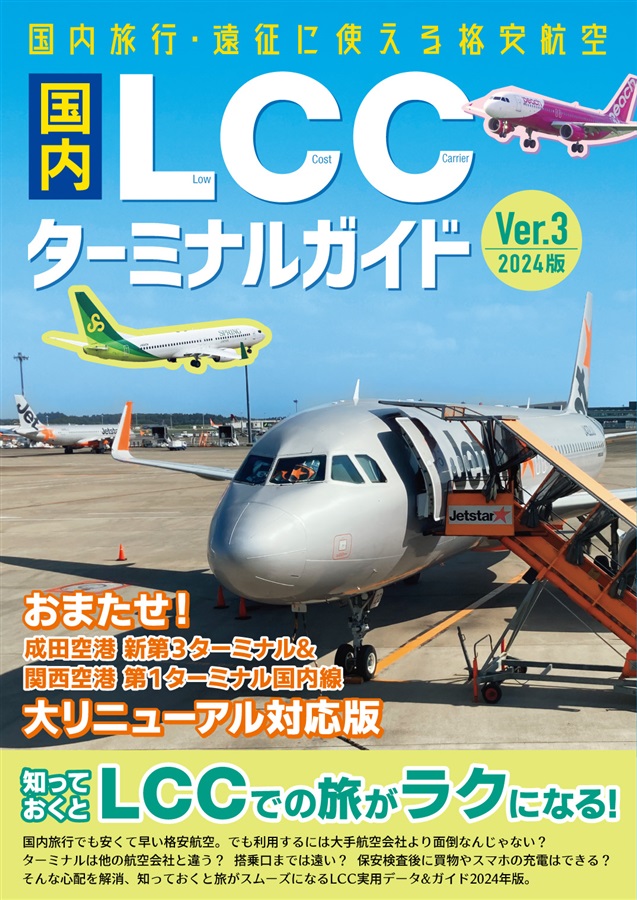 国内旅行・遠征に使える格安航空
国内
LCC
Low
Cost
Carrier
peach
ターミナルガイド
Ver.3
2024版
SPRING
Jetstar
おまたせ！
成田空港 新第3ターミナル&
関西空港 第1ターミナル国内線
大リニューアル対応版
知って
おくと
LCCでの旅がラクになる!
国内旅行でも安くて早い格安航空。でも利用するには大手航空会社より面倒なんじゃない？
ターミナルは他の航空会社と違う？ 搭乗口までは遠い？ 保安検査後に買物やスマホの充電はできる？
そんな心配を解消、知っておくと旅がスムーズになるLCC実用データ&ガイド2024年版。